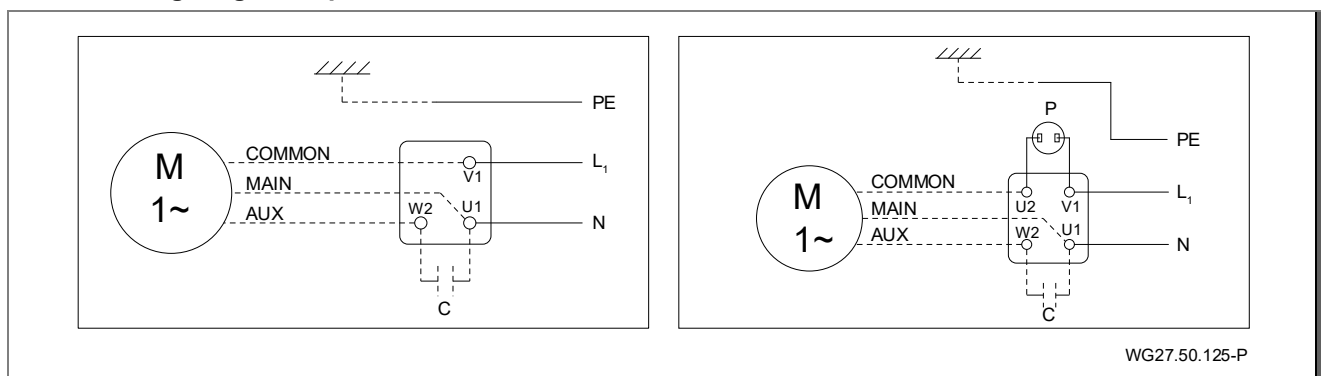 PE
COMMON
MAIN
AUX
M
1~
V1
W2
U1
L1
N
C
P
PE
COMMON
MAIN
AUX
M
1~
U2
V1
W2
U1
L1
N
C
WG27.50.125-P